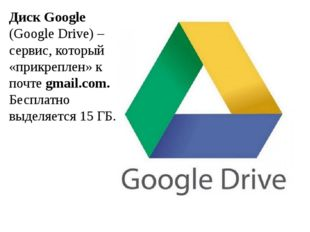 Диск Google
(Google Drive) –
сервис, который
«прикреплен» к
почте gmail.com.
Бесплатно
выделяется 15 ГБ.
Google Drive